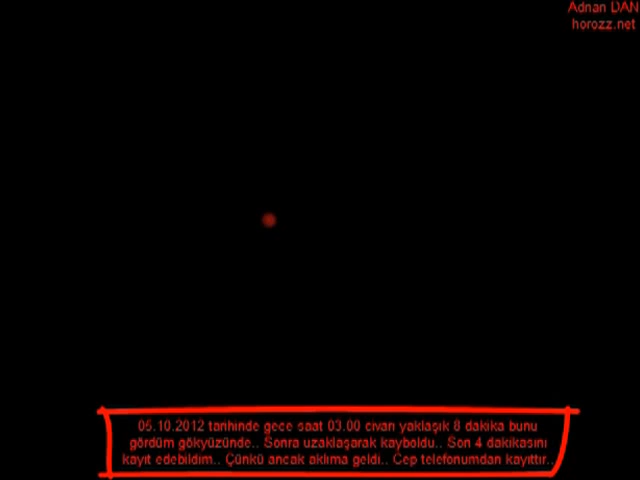 Adnan DAN
horozz.net
05.10.2012 tarihinde gece saat 03.00 civarı yaklaşık 8 dakika bunu
gördüm gökyüzünde.. Sonra uzaklaşarak kayboldu.. Son 4 dakikasını
kayıt edebildim.. Çünkü ancak aklıma geldi.. Cep telefonumdan kayıttır..